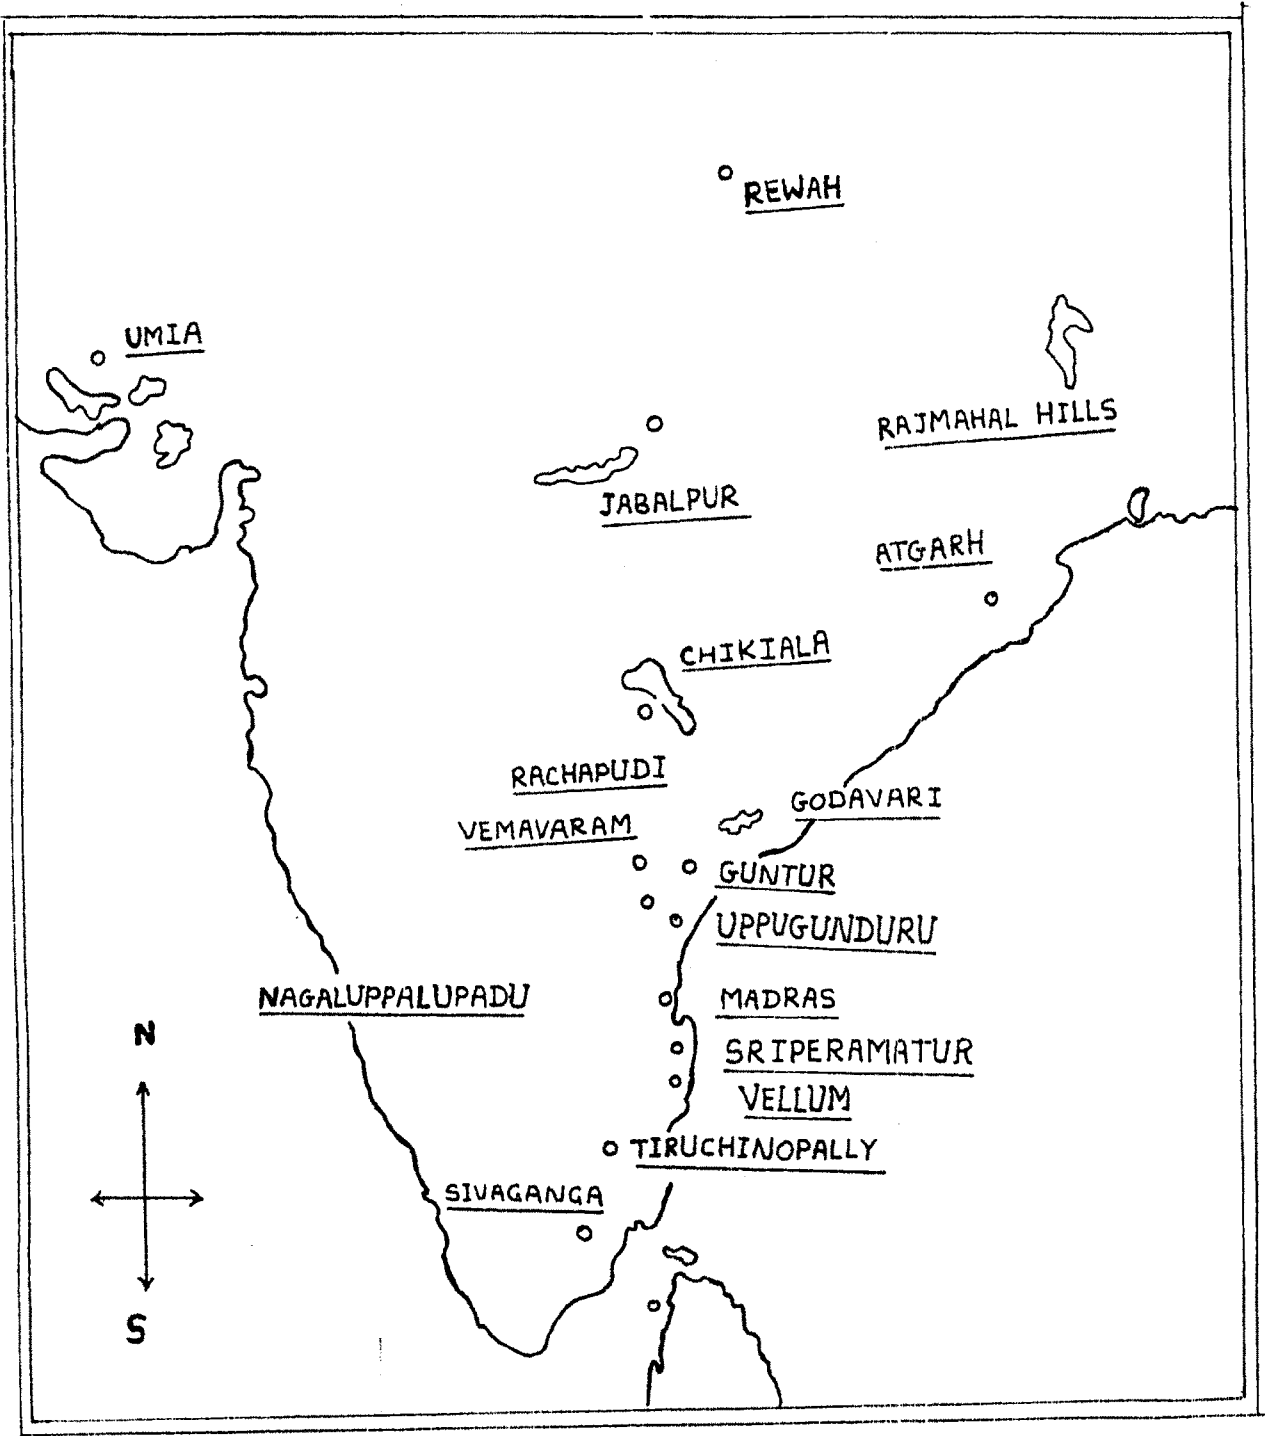 REWAH
UMIA
RAJMAHAL HILLS
JABALPUR
ATGARH
CHIKIALA
RACHAPUDI
GODAVARI
VEMAVARAM
GUNTUR
UPPUGUNDURU
NAGALUPPALUPADU
MADRAS
N
SRIPERAMATUR
VELLUM
TIRUCHINOPALLY
SIVAGANGA
S